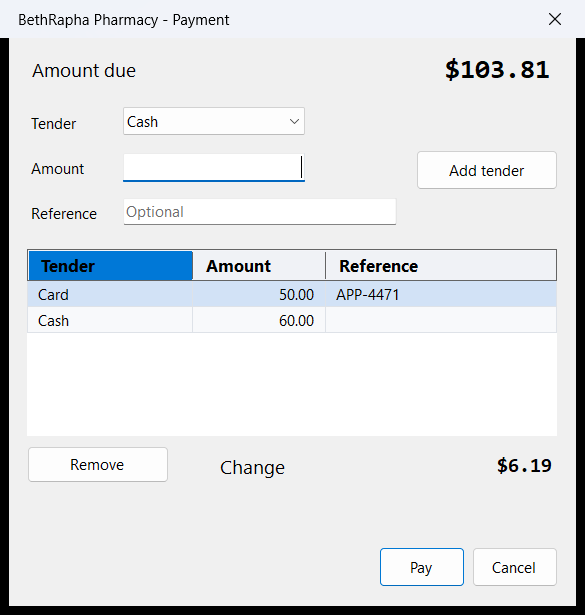 BethRapha Pharmacy - Payment
Amount due $103.81
Tender Cash
Amount
Add tender
Reference Optional
Tender Amount Reference
Card 50.00 APP-4471
Cash 60.00
Remove Change $6.19
Pay Cancel